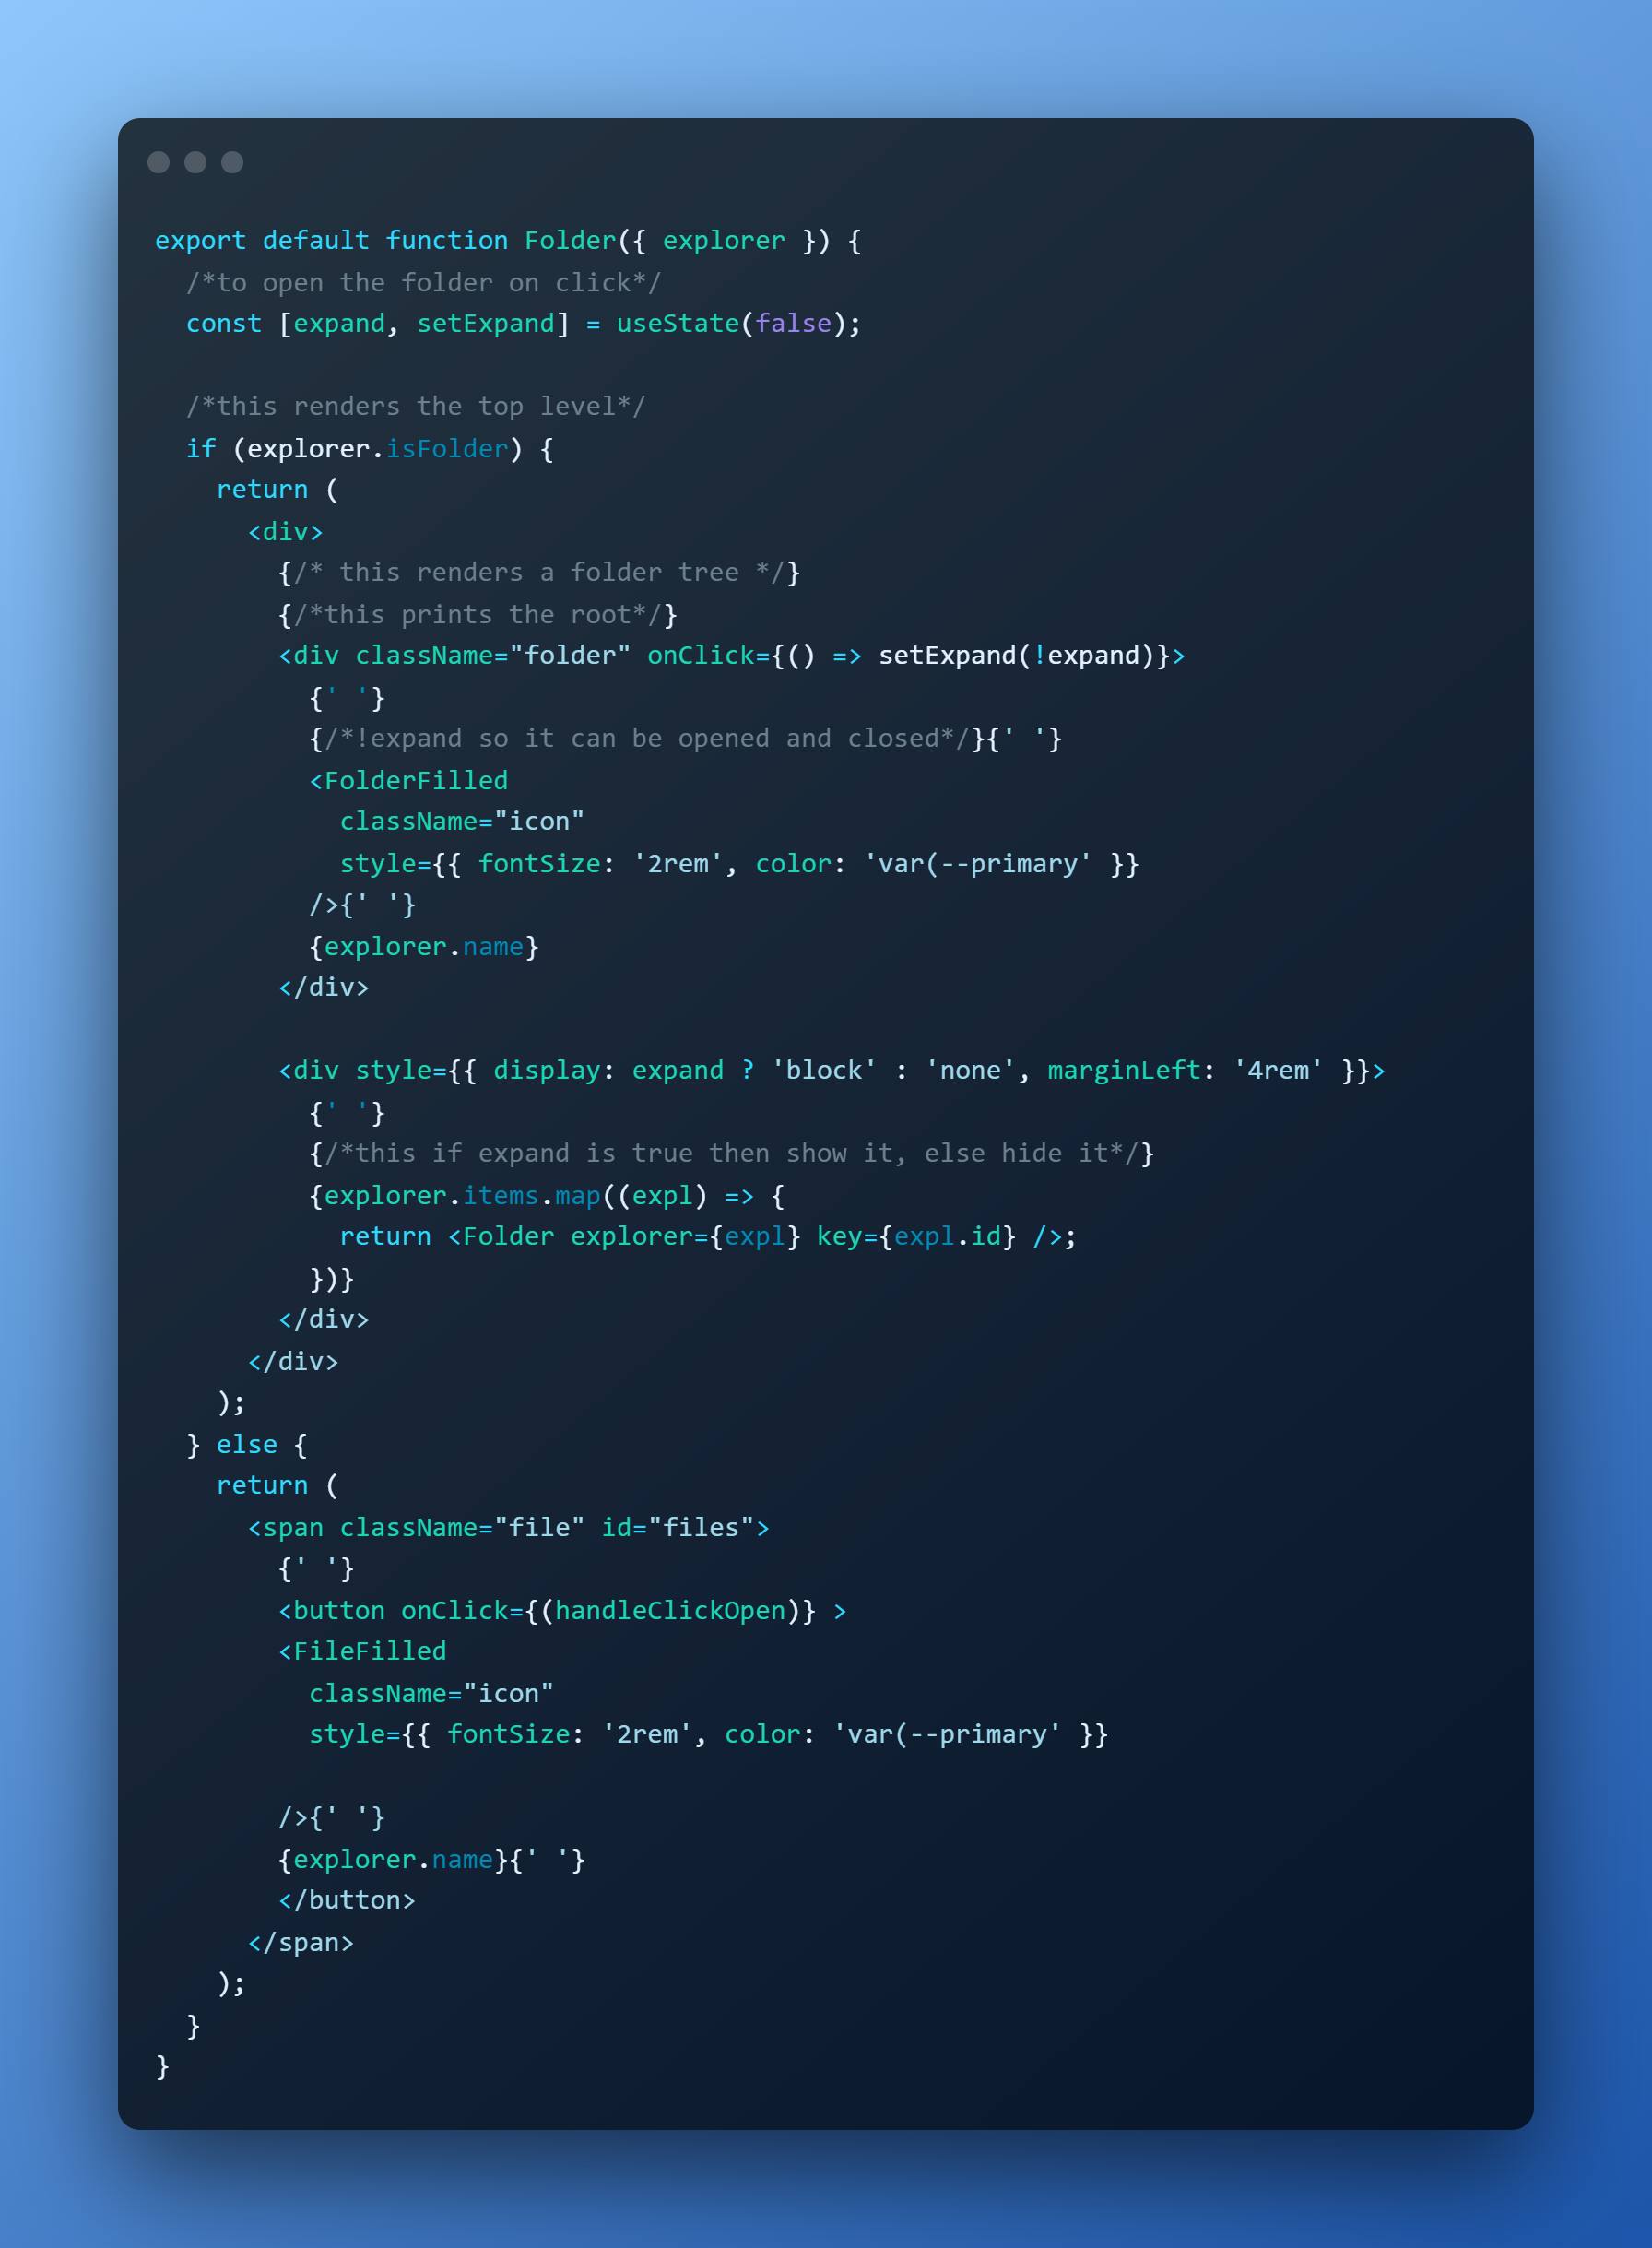 export default function Folder({ explorer }) {
  /*to open the folder on click*/
  const [expand, setExpand] = useState(false);

  /*this renders the top level*/
  if (explorer.isFolder) {
    return (
      <div>
        {/* this renders a folder tree */}
        {/*this prints the root*/}
        <div className="folder" onClick={() => setExpand(!expand)}>
          {' '}
          {/*!expand so it can be opened and closed*/}{' '}
          <FolderFilled
            className="icon"
            style={{ fontSize: '2rem', color: 'var(--primary' }}
          />{' '}
          {explorer.name}
        </div>

        <div style={{ display: expand ? 'block' : 'none', marginLeft: '4rem' }}>
          {' '}
          {/*this if expand is true then show it, else hide it*/}
          {explorer.items.map((expl) => {
            return <Folder explorer={expl} key={expl.id} />;
          })}
        </div>
      </div>
    );
  } else {
    return (
      <span className="file" id="files">
        {' '}
        <button onClick={(handleClickOpen)} >
        <FileFilled
          className="icon"
          style={{ fontSize: '2rem', color: 'var(--primary' }}

        />{' '}
        {explorer.name}{' '}
        </button>
      </span>
    );
  }
}